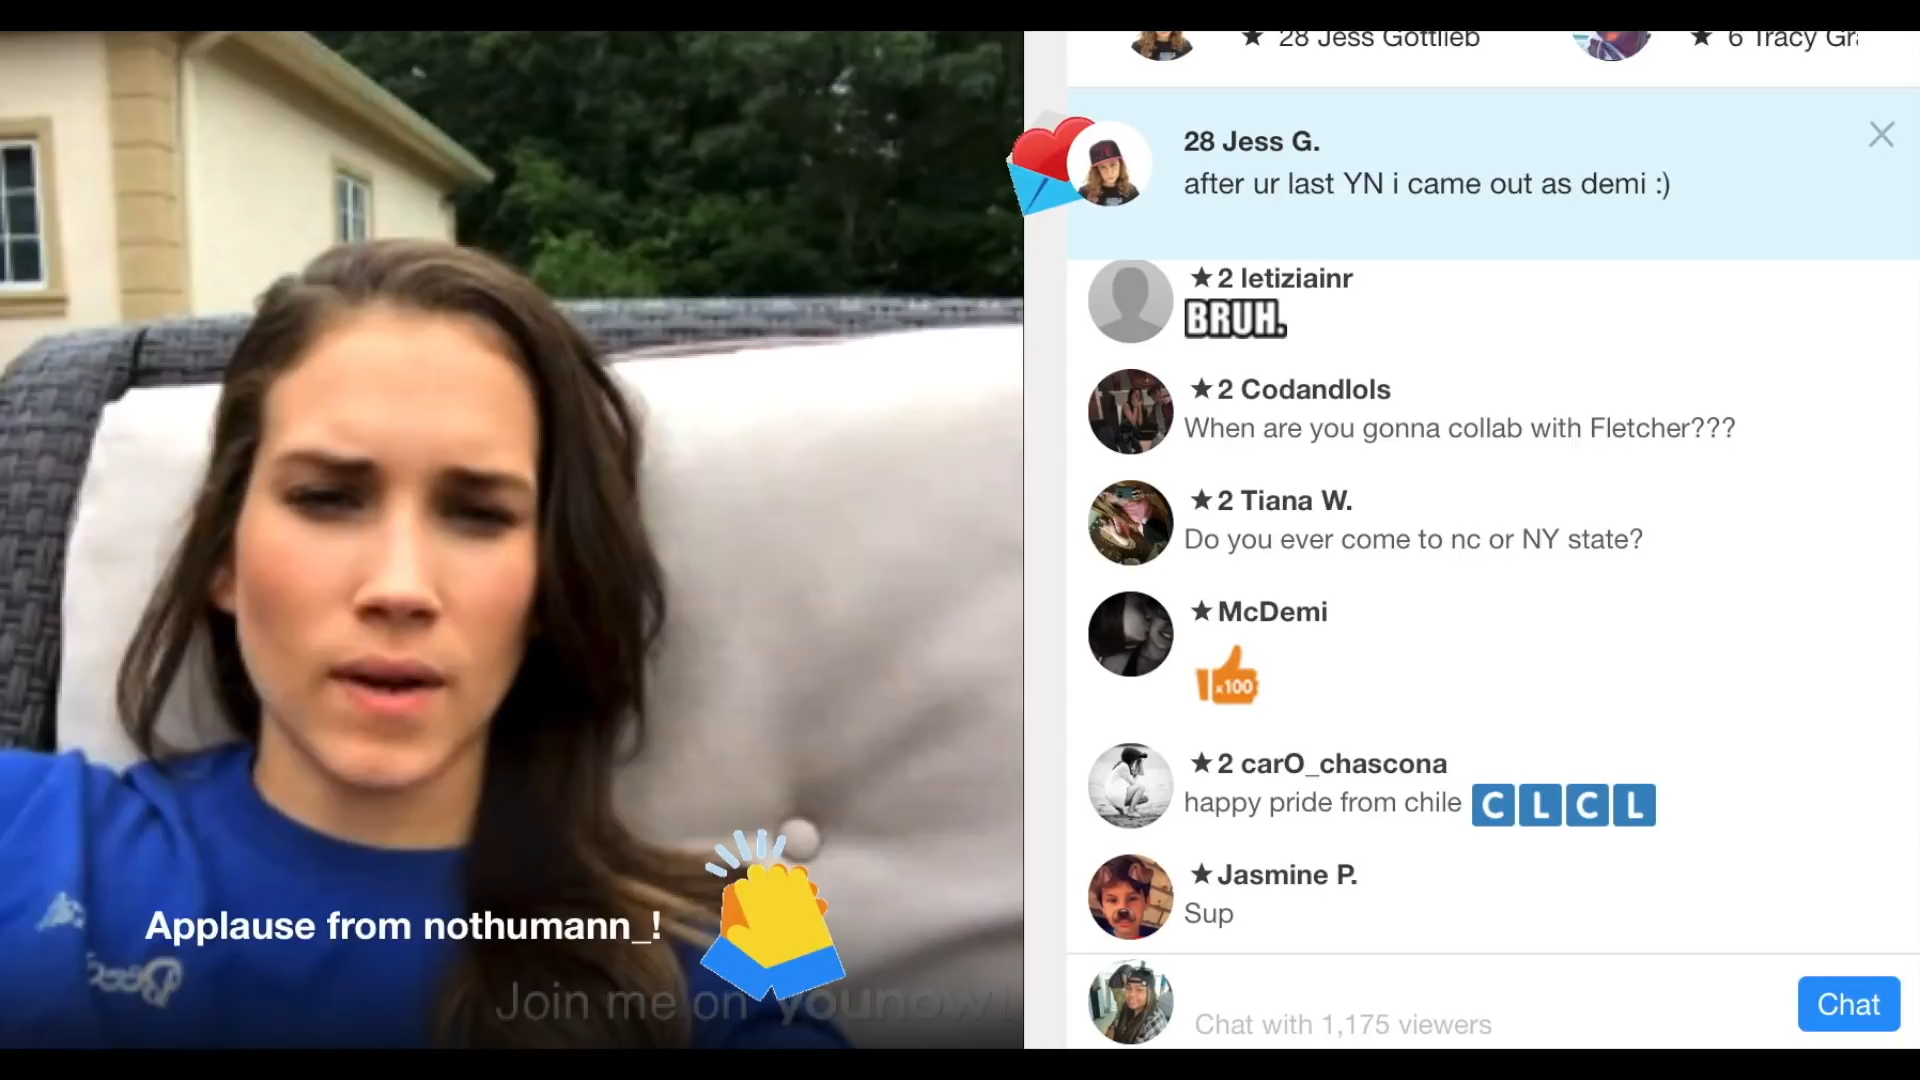 28 Jess Gottlieb
6 Tracy
28 Jess G.
after ur last YN i came out as demi :)
2 letiziainr
BRUH.
2 Codandlols
When are you gonna collab with Fletcher???
2 Tiana W.
Do you ever come to nc or NY state?
McDemi
x100
2 carO_chascona
happy pride from chile C L C L
Jasmine P.
Sup
Applause from nothumann_!
Join me on younow!
Chat with 1,175 viewers
Chat